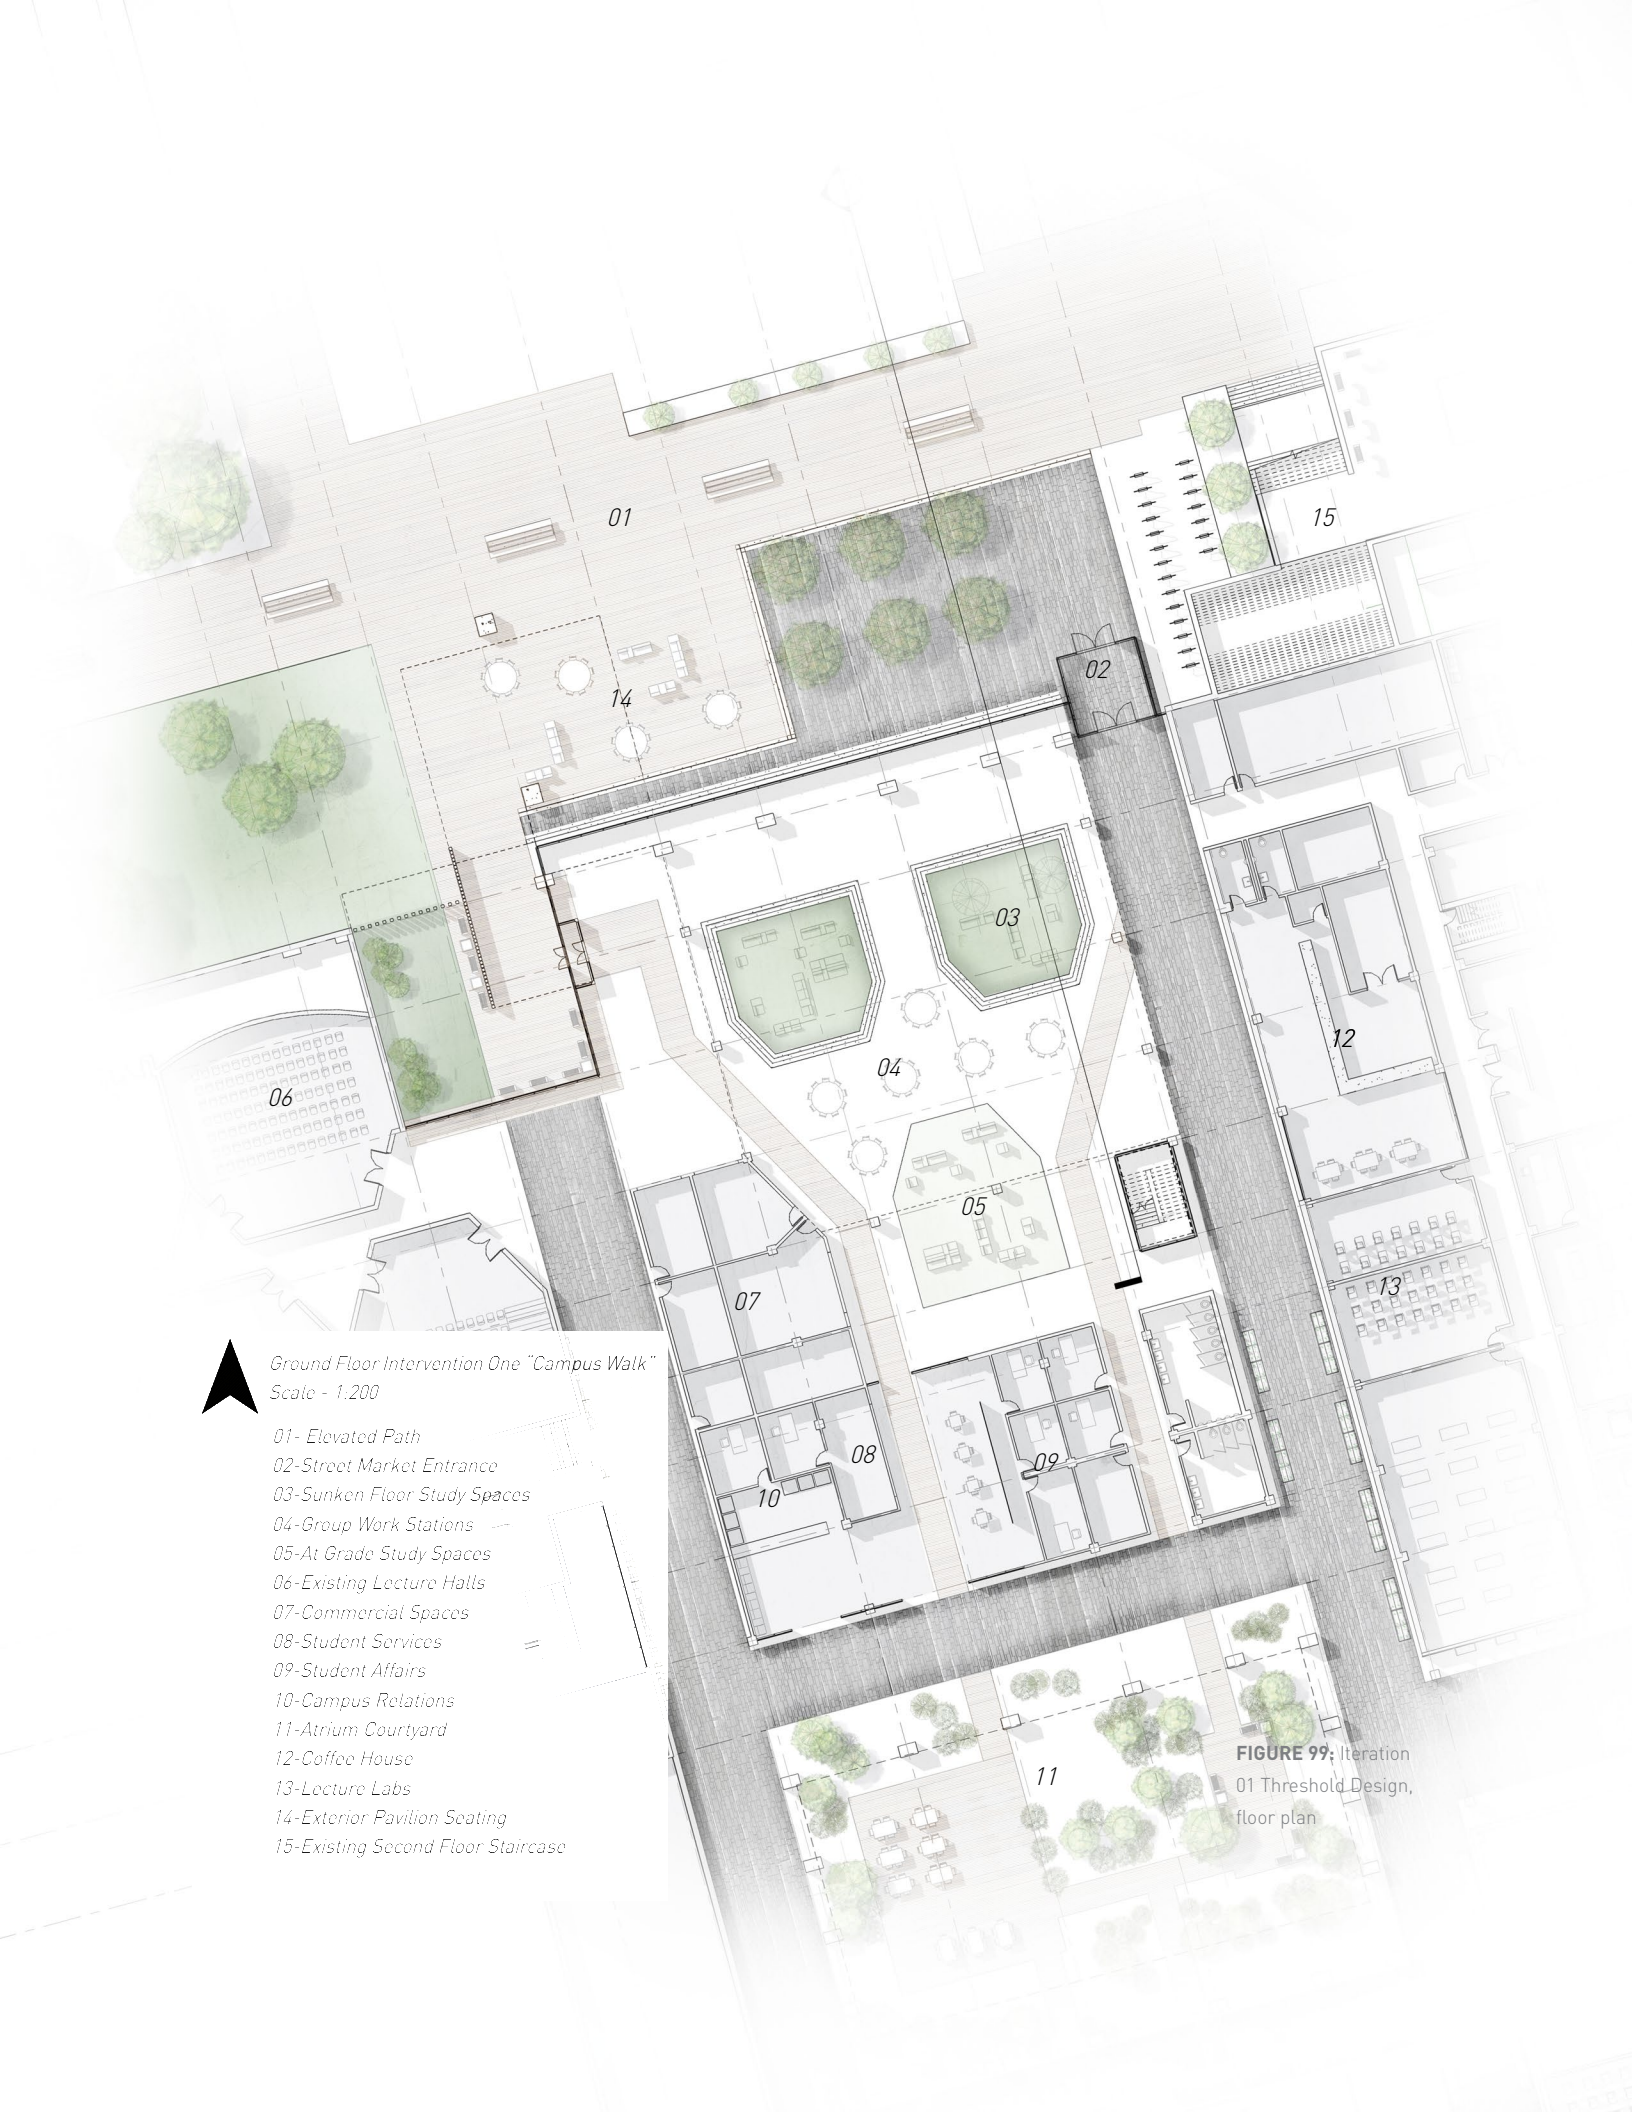 01
15
02
14
03
12
04
06
05
13
07
08
09
10
Ground Floor Intervention One "Campus Walk"
Scale - 1:200
01- Elevated Path
02-Street Market Entrance
03-Sunken Floor Study Spaces
04-Group Work Stations
05-At Grade Study Spaces
06-Existing Lecture Halls
07-Commercial Spaces
08-Student Services
09-Student Affairs
10-Campus Relations
11-Atrium Courtyard
12-Coffee House
13-Lecture Labs
14-Exterior Pavilion Seating
15-Existing Second Floor Staircase
11
FIGURE 99: Iteration
01 Threshold Design,
floor plan